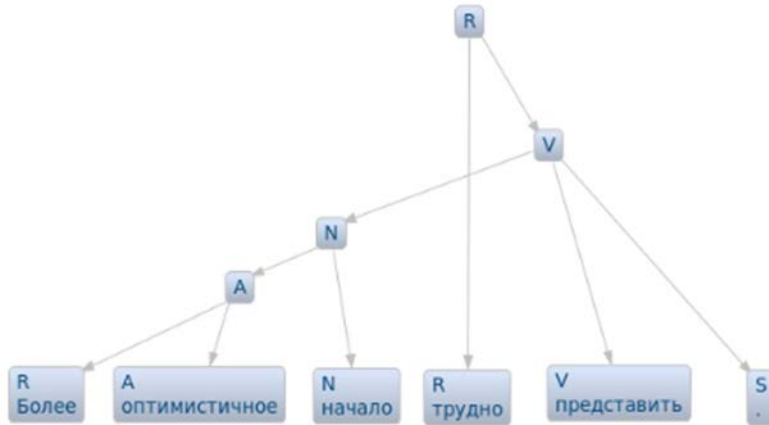 R
V
N
A
R
Более
A
оптимистичное
N
начало
R
трудно
V
представить
S
.